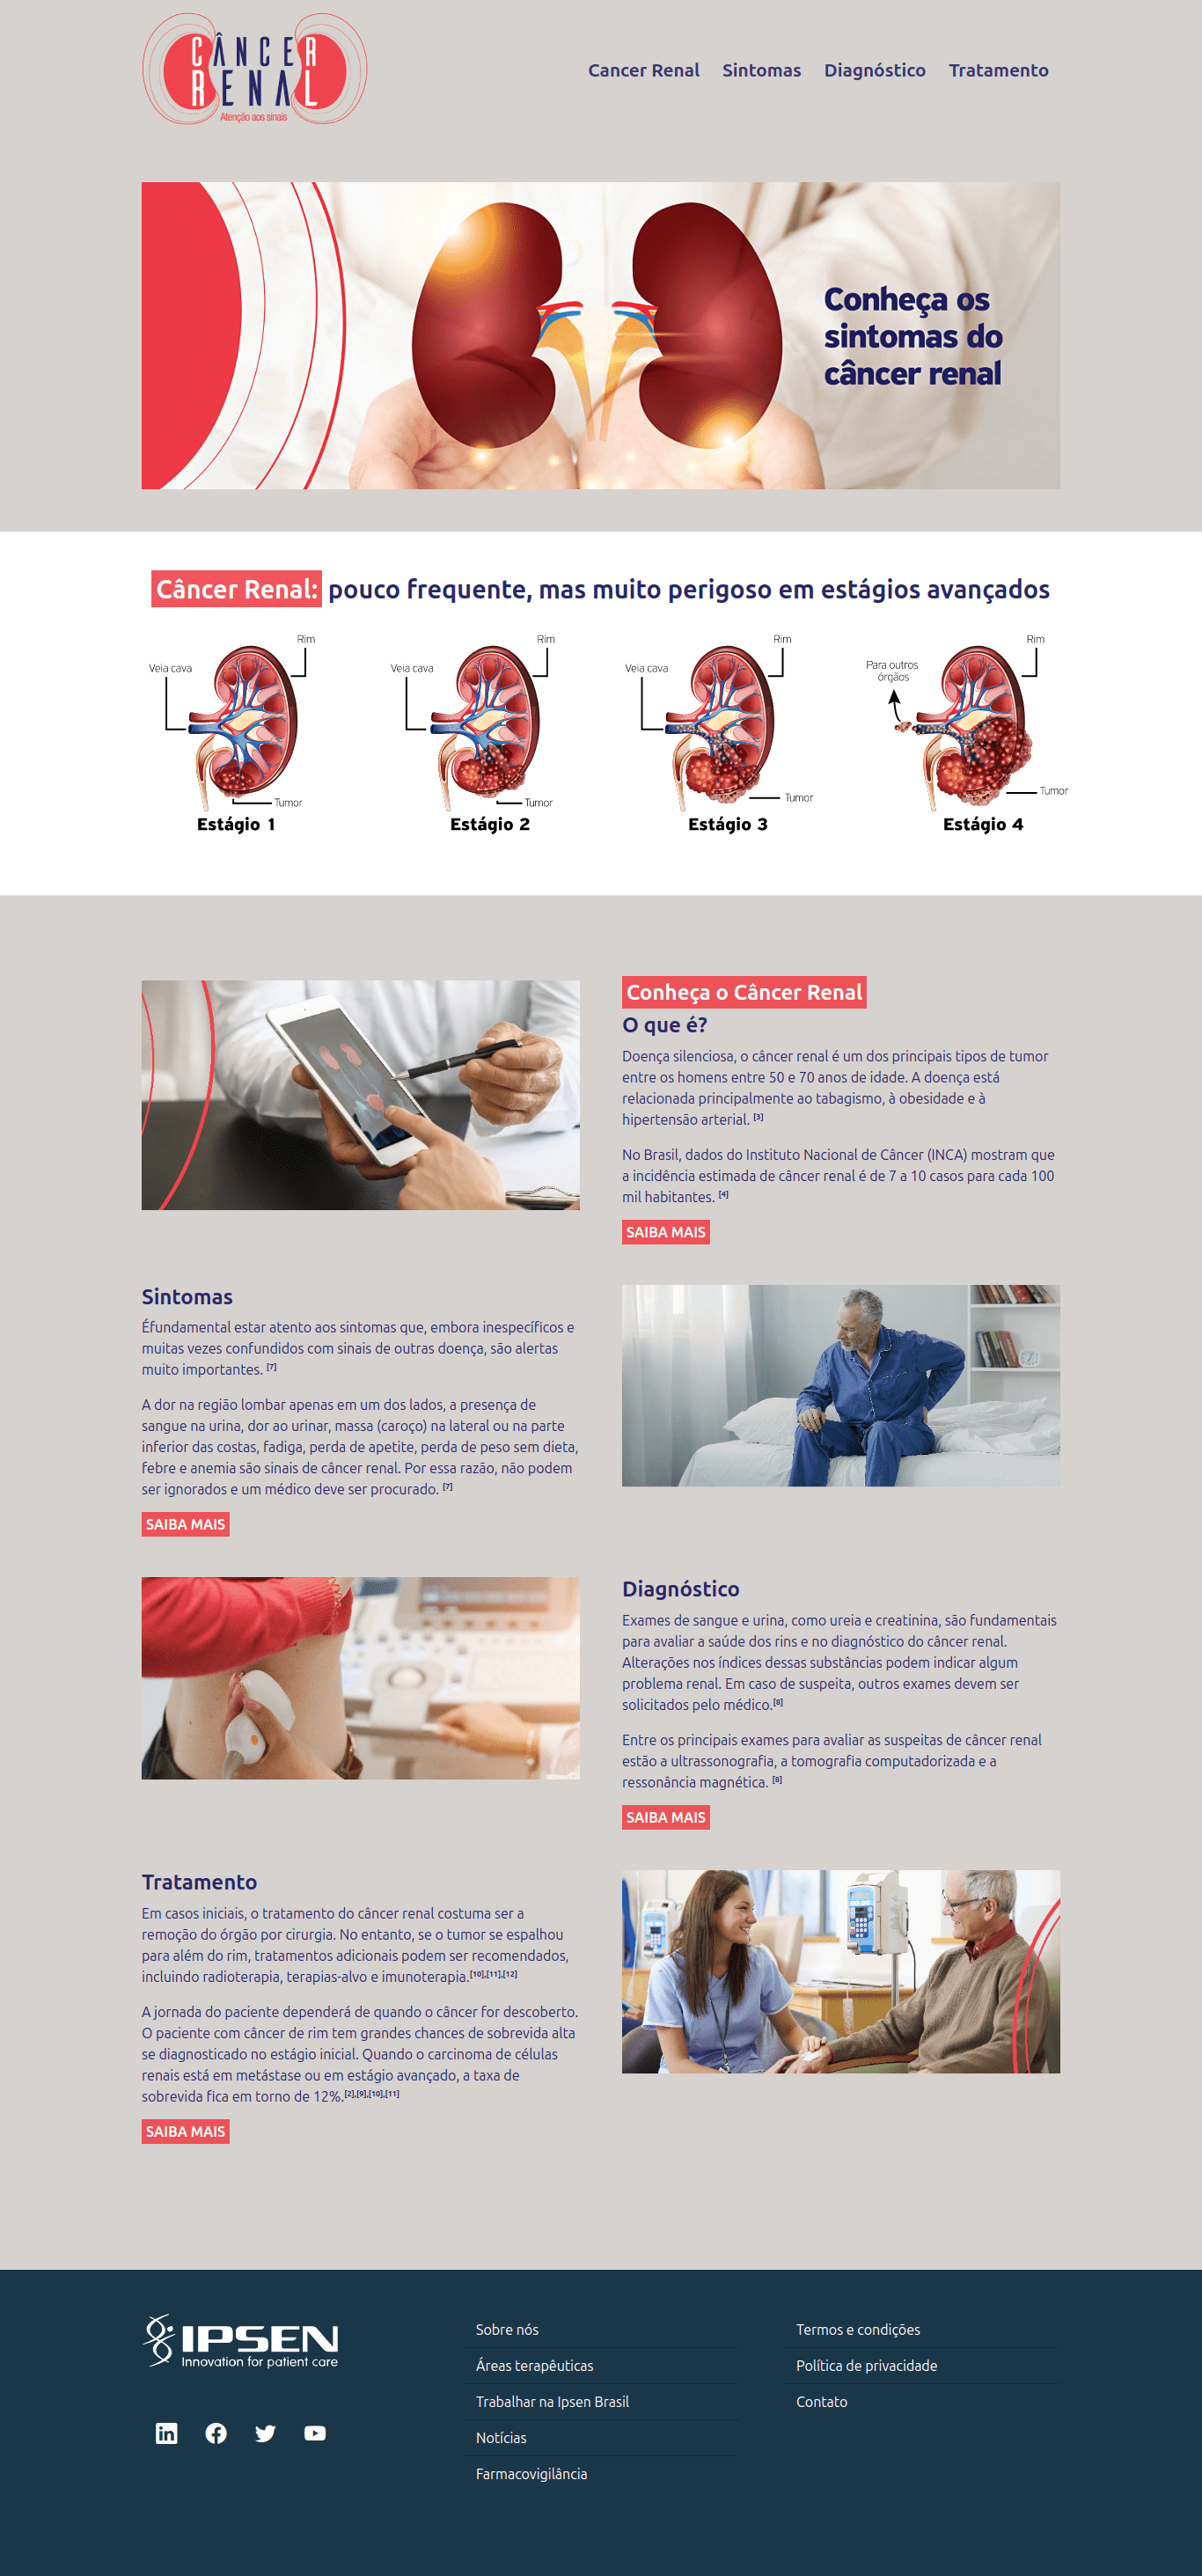 CÂNCER
RENAL
Atenção aos sinais
Cancer Renal Sintomas Diagnóstico Tratamento
Conheça os
sintomas do
câncer renal
Câncer Renal: pouco frequente, mas muito perigoso em estágios avançados
Rim
Veia cava
Tumor
Estágio 1
Rim
Veia cava
Tumor
Estágio 2
Rim
Veia cava
Tumor
Estágio 3
Rim
Para outros
órgãos
Tumor
Estágio 4
Conheça o Câncer Renal
O que é?
Doença silenciosa, o câncer renal é um dos principais tipos de tumor
entre os homens entre 50 e 70 anos de idade. A doença está
relacionada principalmente ao tabagismo, à obesidade e à
hipertensão arterial. [3]
No Brasil, dados do Instituto Nacional de Câncer (INCA) mostram que
a incidência estimada de câncer renal é de 7 a 10 casos para cada 100
mil habitantes. [4]
SAIBA MAIS
Sintomas
Éfundamental estar atento aos sintomas que, embora inespecíficos e
muitas vezes confundidos com sinais de outras doença, são alertas
muito importantes. [7]
A dor na região lombar apenas em um dos lados, a presença de
sangue na urina, dor ao urinar, massa (caroço) na lateral ou na parte
inferior das costas, fadiga, perda de apetite, perda de peso sem dieta,
febre e anemia são sinais de câncer renal. Por essa razão, não podem
ser ignorados e um médico deve ser procurado. [7]
SAIBA MAIS
Diagnóstico
Exames de sangue e urina, como ureia e creatinina, são fundamentais
para avaliar a saúde dos rins e no diagnóstico do câncer renal.
Alterações nos índices dessas substâncias podem indicar algum
problema renal. Em caso de suspeita, outros exames devem ser
solicitados pelo médico.[8]
Entre os principais exames para avaliar as suspeitas de câncer renal
estão a ultrassonografia, a tomografia computadorizada e a
ressonância magnética. [8]
SAIBA MAIS
Tratamento
Em casos iniciais, o tratamento do câncer renal costuma ser a
remoção do órgão por cirurgia. No entanto, se o tumor se espalhou
para além do rim, tratamentos adicionais podem ser recomendados,
incluindo radioterapia, terapias-alvo e imunoterapia.[10],[11],[12]
A jornada do paciente dependerá de quando o câncer for descoberto.
O paciente com câncer de rim tem grandes chances de sobrevida alta
se diagnosticado no estágio inicial. Quando o carcinoma de células
renais está em metástase ou em estágio avançado, a taxa de
sobrevida fica em torno de 12%.[2],[9],[10],[11]
SAIBA MAIS
IPSEN
Innovation for patient care
Sobre nós
Áreas terapêuticas
Trabalhar na Ipsen Brasil
Notícias
Farmacovigilância
Termos e condições
Política de privacidade
Contato